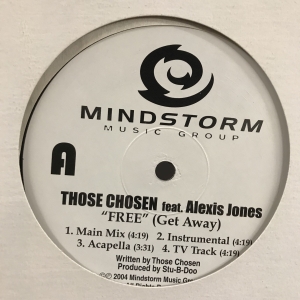 MINDSTORM
MUSIC GROUP
A
THOSE CHOSEN feat. Alexis Jones
"FREE" (Get Away)
1. Main Mix (4:19) 2. Instrumental (4:19)
3. Acapella (3:31) 4. TV Track (4:19)
Written by Those Chosen
Produced by Stu-B-Doo
©℗ 2004 Mindstorm Music Group